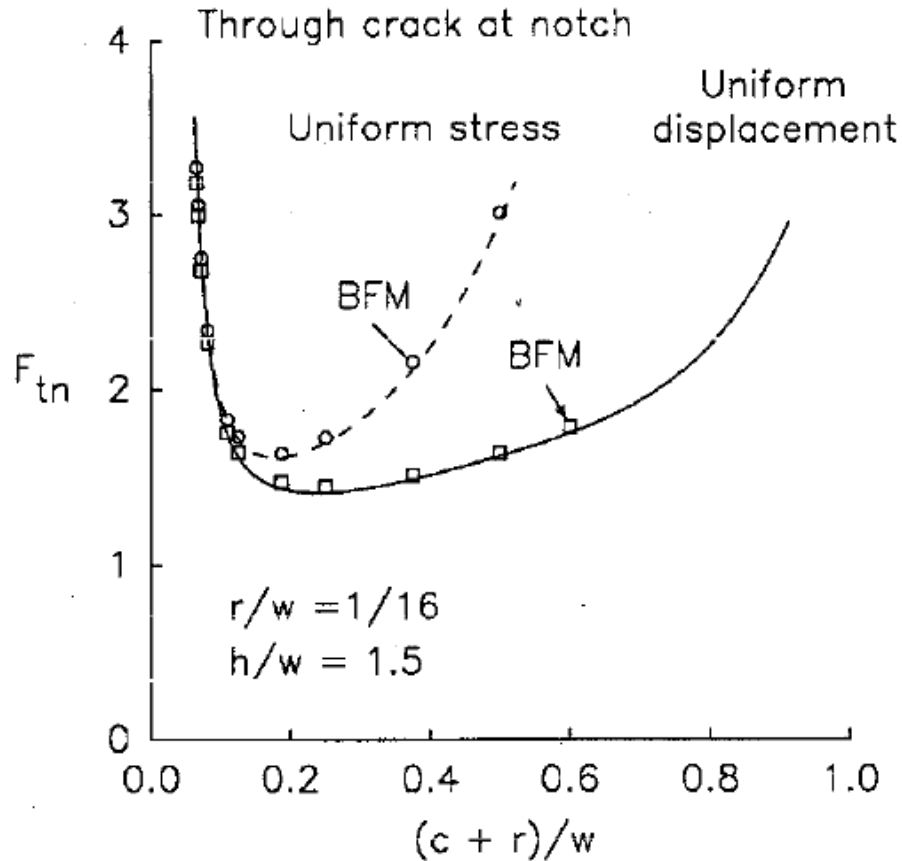 Through crack at notch
4
Uniform
Uniform stress
displacement
3
BFM
BFM
F_tn
2
1
r/w = 1/16
h/w = 1.5
0
0.0 0.2 0.4 0.6 0.8 1.0
(c + r)/w